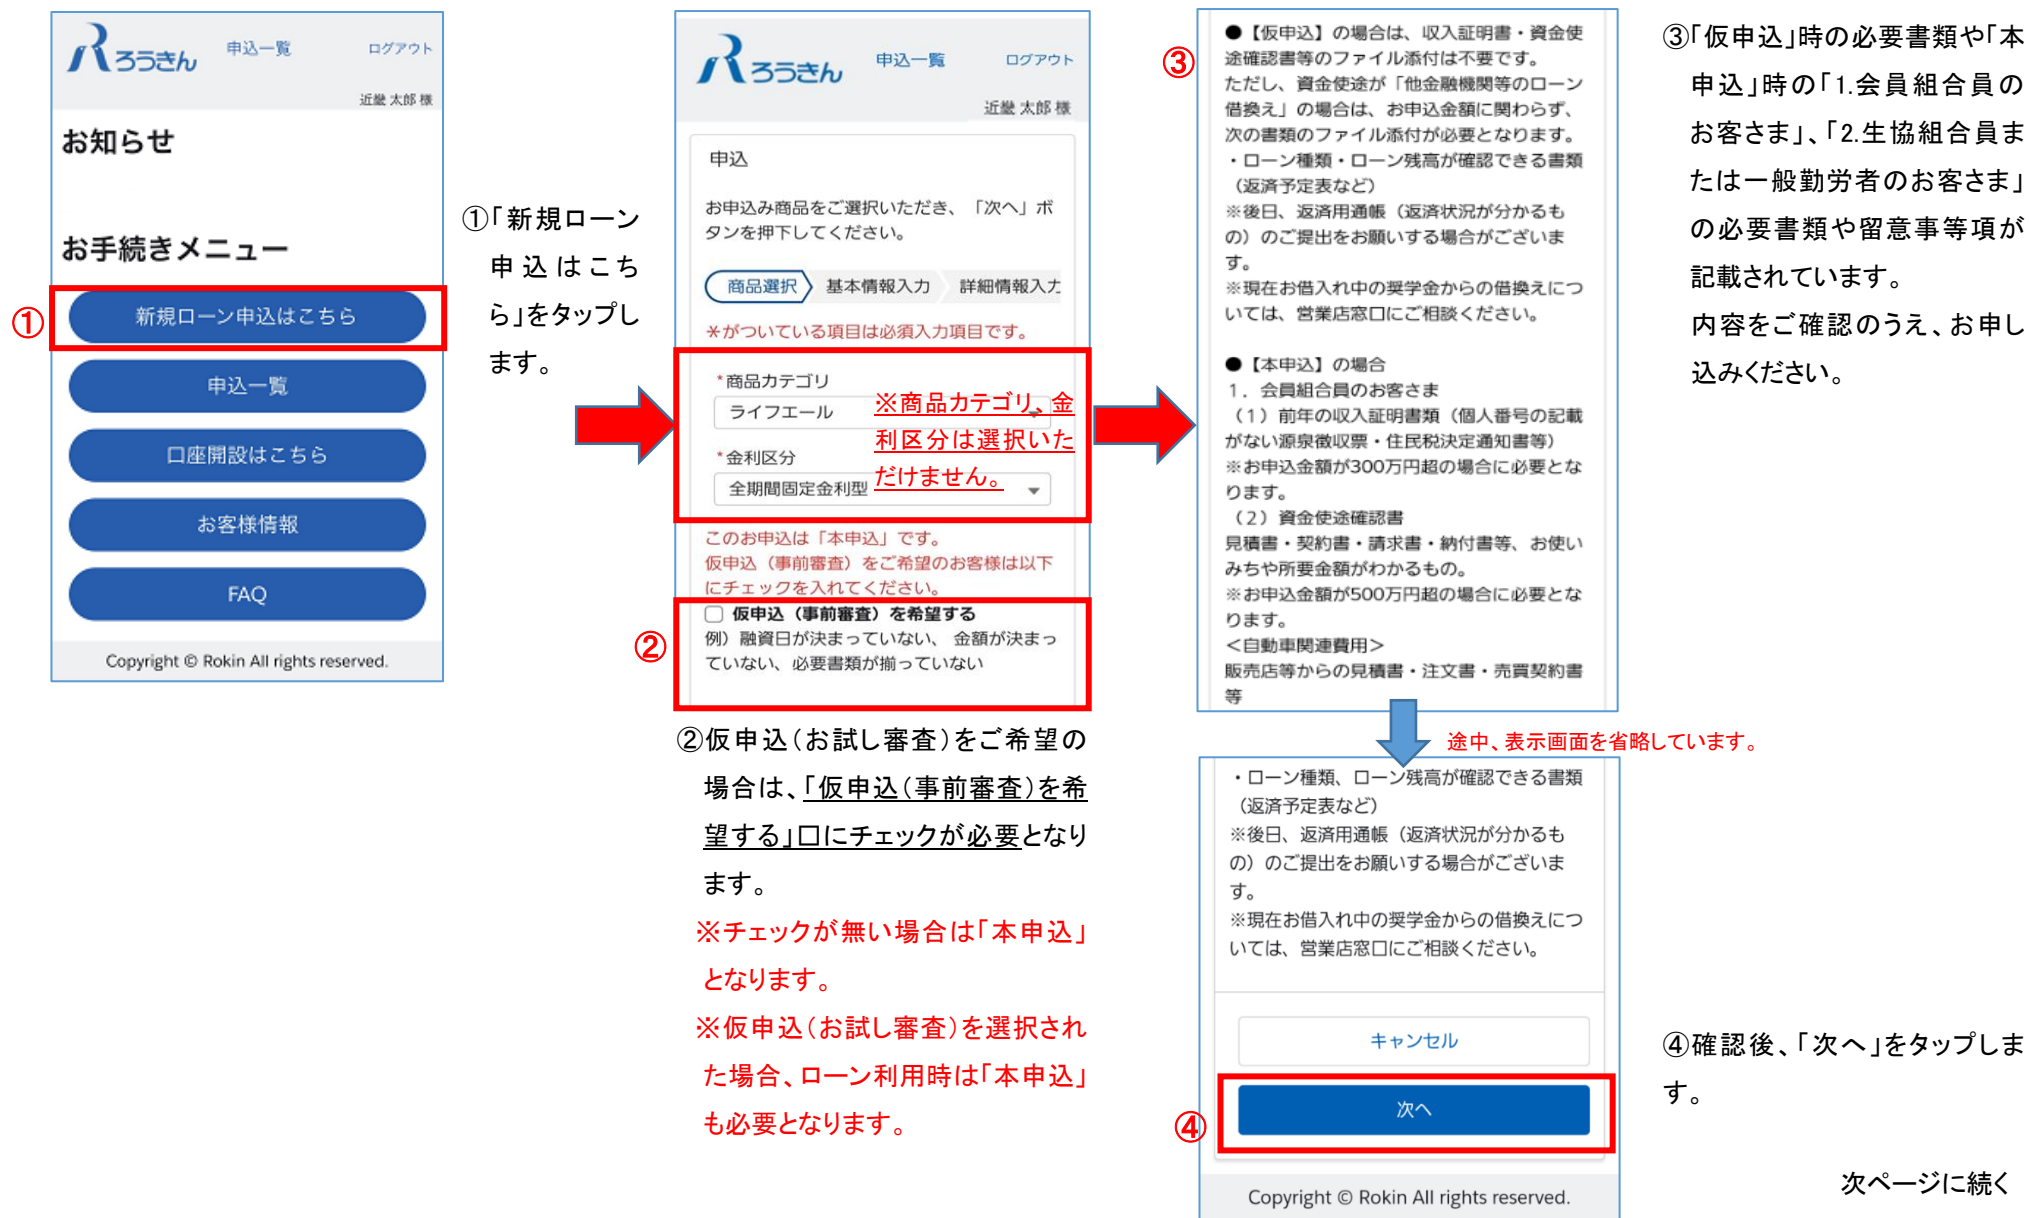 ろうきん
申込一覧
ログアウト
近畿 太郎 様
お知らせ
お手続きメニュー
①
新規ローン申込はこちら
申込一覧
口座開設はこちら
お客様情報
FAQ
Copyright © Rokin All rights reserved.
①「新規ローン
申込はこち
ら」をタップし
ます。
ろうきん
申込一覧
ログアウト
近畿 太郎 様
申込
お申込み商品をご選択いただき、「次へ」ボ
タンを押下してください。
商品選択
基本情報入力
詳細情報入力
*がついている項目は必須入力項目です。
*商品カテゴリ
ライフエール
*金利区分
全期間固定金利型
※商品カテゴリ、金
利区分は選択いた
だけません。
このお申込は「本申込」です。
仮申込（事前審査）をご希望のお客様は以下
にチェックを入れてください。
②
□ 仮申込（事前審査）を希望する
例）融資日が決まっていない、 金額が決まっ
ていない、必要書類が揃っていない
②仮申込（お試し審査）をご希望の
場合は、「仮申込（事前審査）を希
望する」□にチェックが必要となり
ます。
※チェックが無い場合は「本申込」
となります。
※仮申込（お試し審査）を選択され
た場合、ローン利用時は「本申込」
も必要となります。
③
●【仮申込】の場合は、収入証明書・資金使
途確認書等のファイル添付は不要です。
ただし、資金使途が「他金融機関等のローン
借換え」の場合は、お申込金額に関わらず、
次の書類のファイル添付が必要となります。
・ローン種類・ローン残高が確認できる書類
（返済予定表など）
※後日、返済用通帳（返済状況が分かるも
の）のご提出をお願いする場合がございま
す。
※現在お借入れ中の奨学金からの借換えにつ
いては、営業店窓口にご相談ください。
●【本申込】の場合
1．会員組合員のお客さま
（1）前年の収入証明書類（個人番号の記載
がない源泉徴収票・住民税決定通知書等）
※お申込金額が300万円超の場合に必要とな
ります。
（2）資金使途確認書
見積書・契約書・請求書・納付書等、お使い
みちや所要金額がわかるもの。
※お申込金額が500万円超の場合に必要とな
ります。
＜自動車関連費用＞
販売店等からの見積書・注文書・売買契約書
等
途中、表示画面を省略しています。
・ローン種類、ローン残高が確認できる書類
（返済予定表など）
※後日、返済用通帳（返済状況が分かるも
の）のご提出をお願いする場合がございま
す。
※現在お借入れ中の奨学金からの借換えにつ
いては、営業店窓口にご相談ください。
キャンセル
④
次へ
Copyright © Rokin All rights reserved.
③「仮申込」時の必要書類や「本
申込」時の「1.会員組合員の
お客さま」、「2.生協組合員ま
たは一般勤労者のお客さま」
の必要書類や留意事等項が
記載されています。
内容をご確認のうえ、お申し
込みください。
④確認後、「次へ」をタップしま
す。
次ページに続く